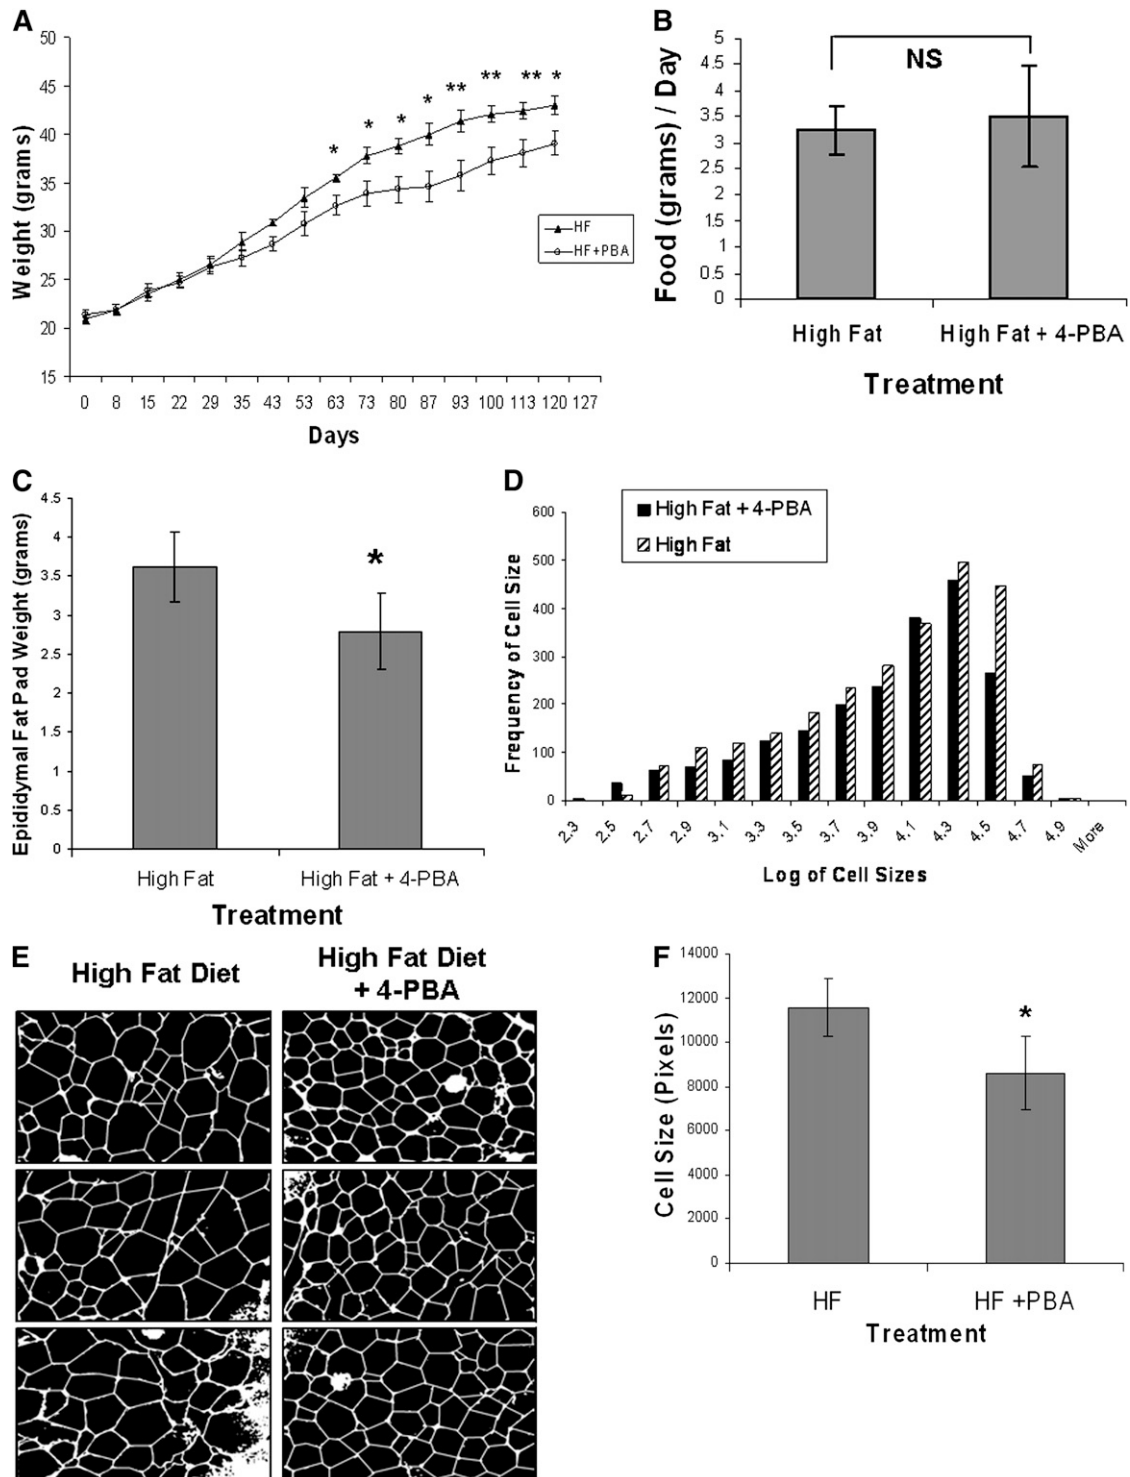 A
50
45
40
35
30
25
20
15
Weight (grams)
* * * * ** ** ** *
HF
HF+PBA
0 8 15 22 29 35 43 53 63 73 80 87 93 100 113 120 127
Days
B
5
4.5
4
3.5
3
2.5
2
1.5
1
0.5
0
Food (grams) / Day
NS
High Fat High Fat + 4-PBA
Treatment
C
4.5
4
3.5
3
2.5
2
1.5
1
0.5
0
Epididymal Fat Pad Weight (grams)
*
High Fat High Fat + 4-PBA
Treatment
D
High Fat + 4-PBA
High Fat
600
500
400
300
200
100
0
Frequency of Cell Size
2.3 2.5 2.7 2.9 3.1 3.3 3.5 3.7 3.9 4.1 4.3 4.5 4.7 4.9 More
Log of Cell Sizes
E
High Fat Diet
High Fat Diet
+ 4-PBA
F
14000
12000
10000
8000
6000
4000
2000
0
Cell Size (Pixels)
*
HF HF +PBA
Treatment